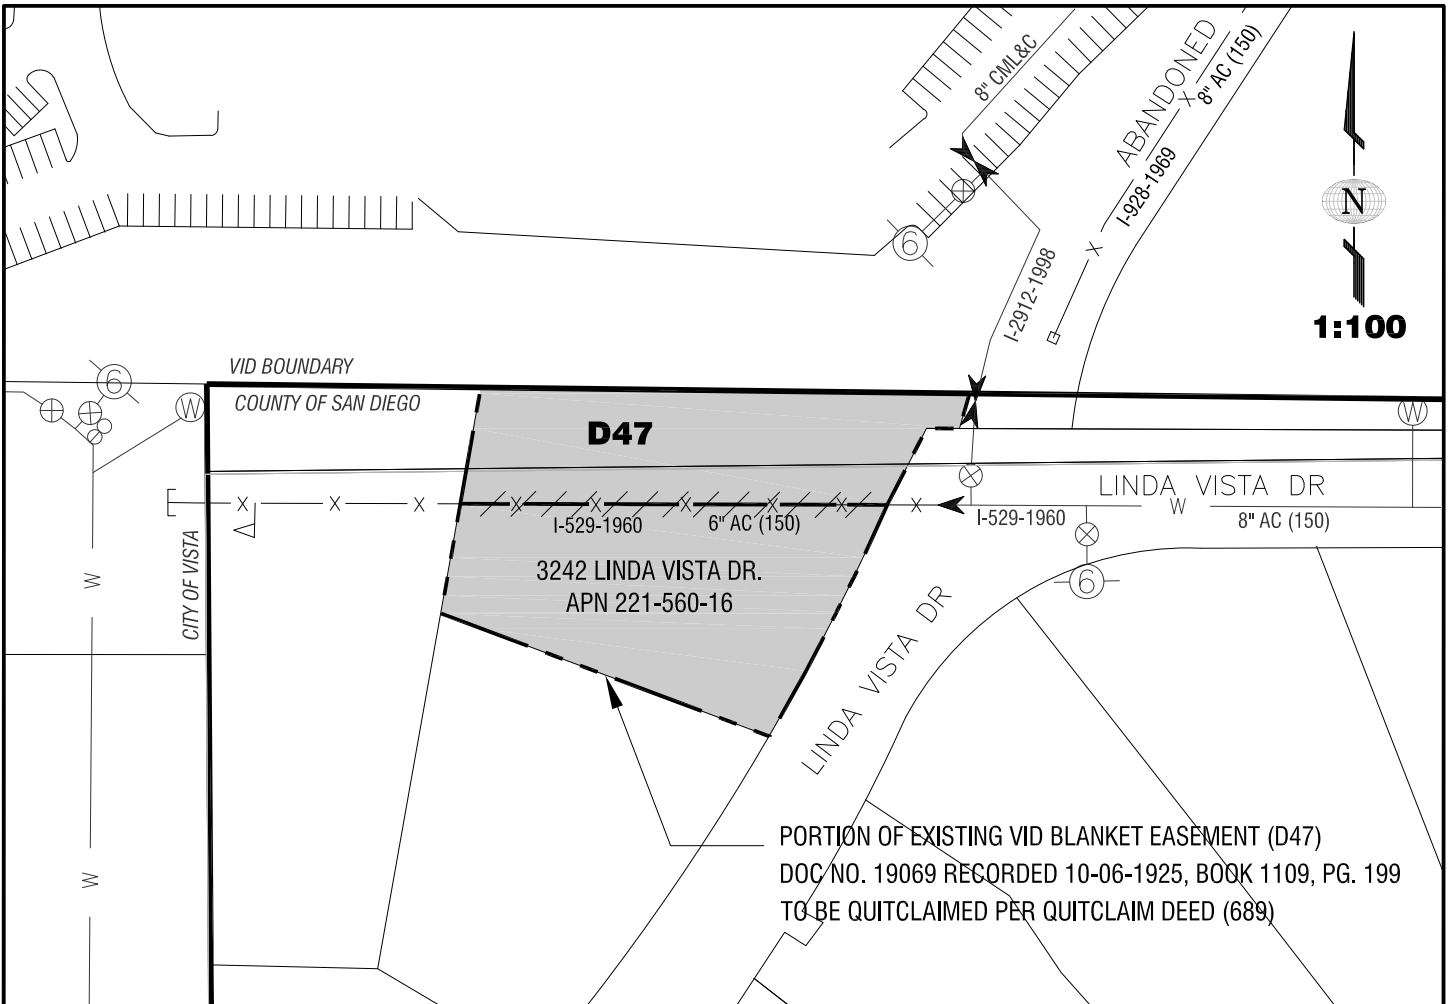 8" CML&C
ABANDONED
8" AC (150)
I-928-1969
X
X
N
1:100
6
I-2912-1998
VID BOUNDARY
COUNTY OF SAN DIEGO
6
W
W
D47
LINDA VISTA DR
X X X X X X X X X
W
I-529-1960
6" AC (150)
I-529-1960
8" AC (150)
3242 LINDA VISTA DR.
APN 221-560-16
6
CITY OF VISTA
W
LINDA VISTA DR
W
PORTION OF EXISTING VID BLANKET EASEMENT (D47)
DOC NO. 19069 RECORDED 10-06-1925, BOOK 1109, PG. 199
TO BE QUITCLAIMED PER QUITCLAIM DEED (689)